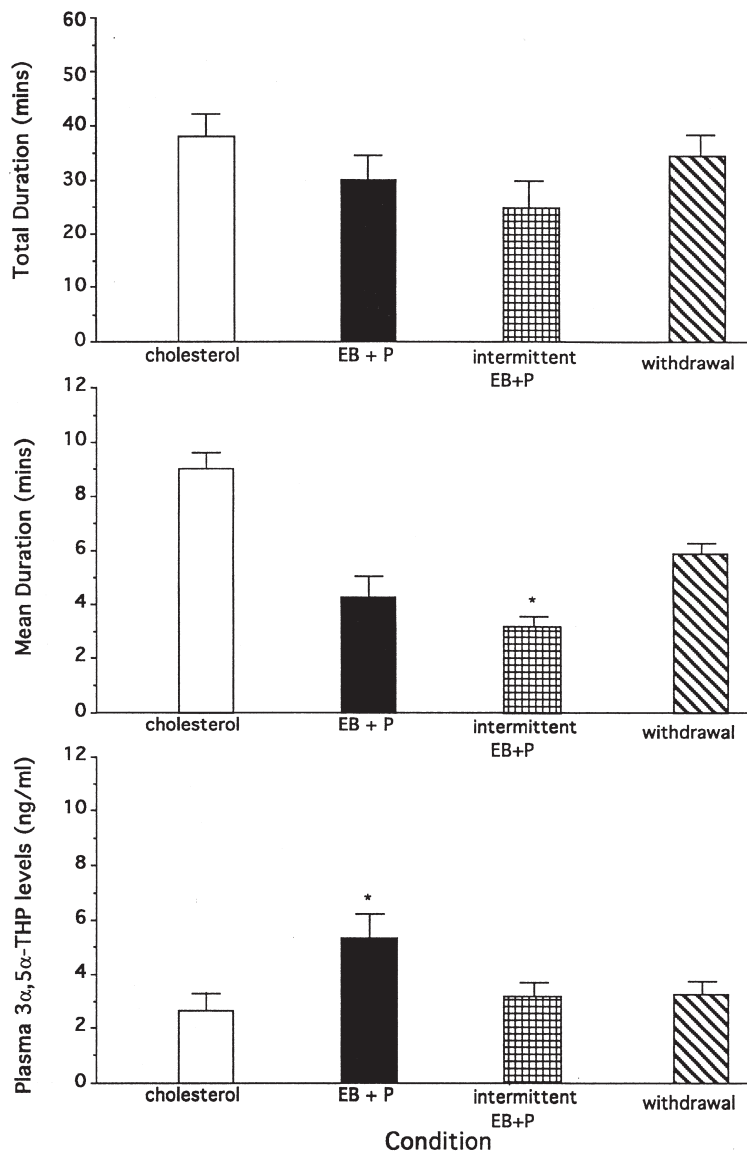 Total Duration (mins)
60
50
40
30
20
10
0
cholesterol
EB + P
intermittent
EB+P
withdrawal
Mean Duration (mins)
12
10
8
6
4
2
0
*
cholesterol
EB + P
intermittent
EB+P
withdrawal
Plasma 3α,5α-THP levels (ng/ml)
12
10
8
6
4
2
0
*
cholesterol
EB + P
intermittent
EB+P
withdrawal
Condition